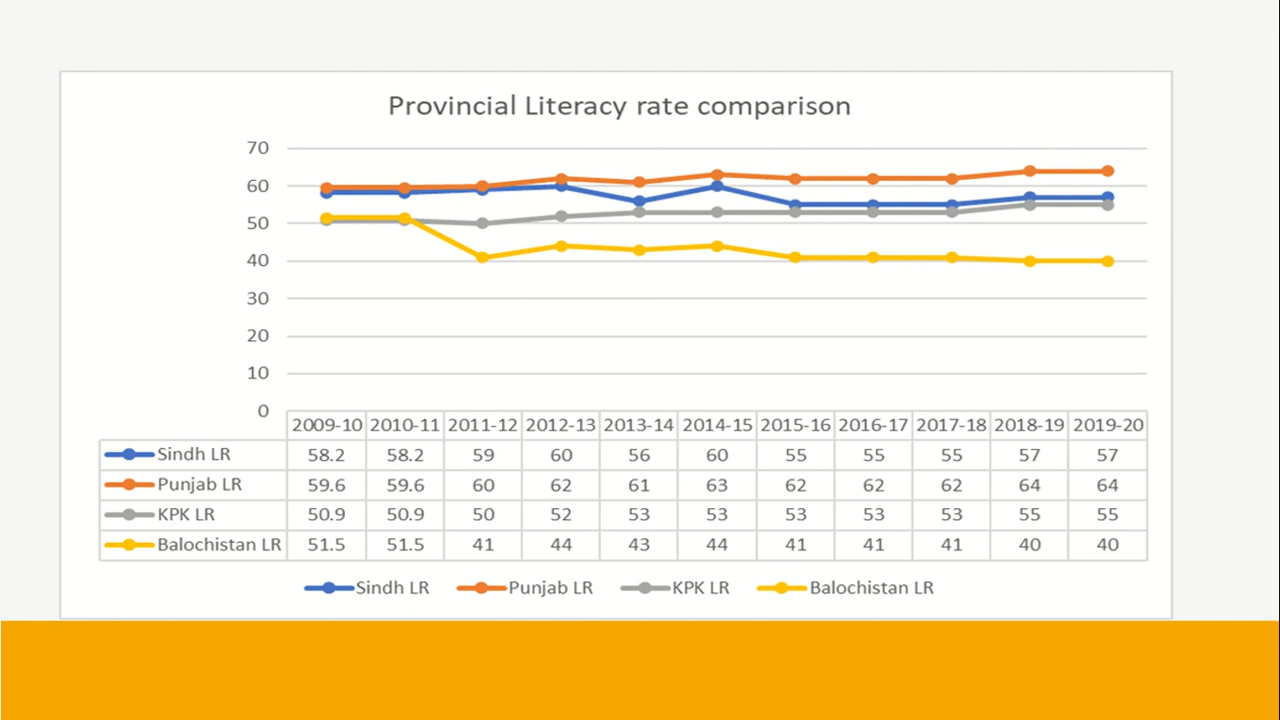 Provincial Literacy rate comparison
70
60
50
40
30
20
10
0
2009-10 2010-11 2011-12 2012-13 2013-14 2014-15 2015-16 2016-17 2017-18 2018-19 2019-20
Sindh LR 58.2 58.2 59 60 56 60 55 55 55 57 57
Punjab LR 59.6 59.6 60 62 61 63 62 62 62 64 64
KPK LR 50.9 50.9 50 52 53 53 53 53 53 55 55
Balochistan LR 51.5 51.5 41 44 43 44 41 41 41 40 40
Sindh LR Punjab LR KPK LR Balochistan LR